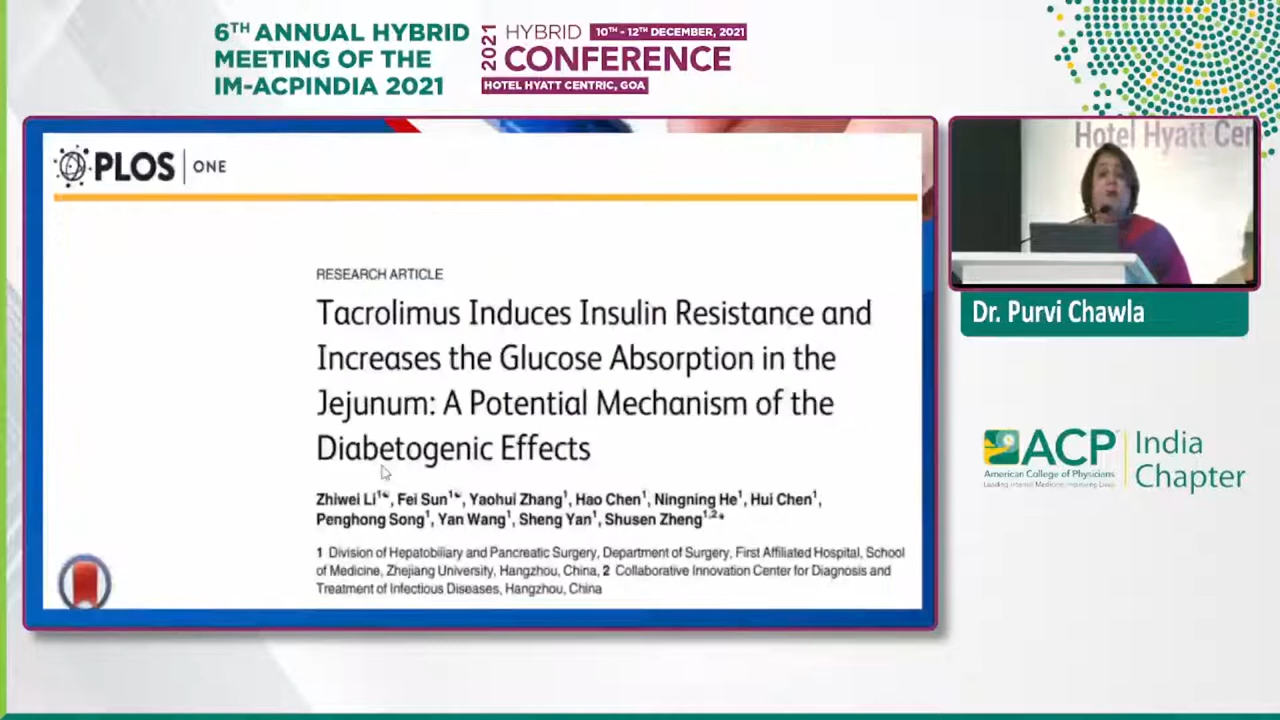 6TH ANNUAL HYBRID
MEETING OF THE
IM-ACPINDIA 2021
2021
HYBRID 10TH - 12TH DECEMBER, 2021
CONFERENCE
HOTEL HYATT CENTRIC, GOA
PLOS ONE
RESEARCH ARTICLE
Tacrolimus Induces Insulin Resistance and
Increases the Glucose Absorption in the
Jejunum: A Potential Mechanism of the
Diabetogenic Effects
Zhiwei Li1☯, Fei Sun1☯, Yaohui Zhang1, Hao Chen1, Ningning He1, Hui Chen1,
Penghong Song1, Yan Wang1, Sheng Yan1, Shusen Zheng1,2*
1 Division of Hepatobiliary and Pancreatic Surgery, Department of Surgery, First Affiliated Hospital, School
of Medicine, Zhejiang University, Hangzhou, China, 2 Collaborative Innovation Center for Diagnosis and
Treatment of Infectious Diseases, Hangzhou, China
Hotel Hyatt Cen
Dr. Purvi Chawla
ACP
American College of Physicians
Leading Internal Medicine, Improving Lives
India
Chapter